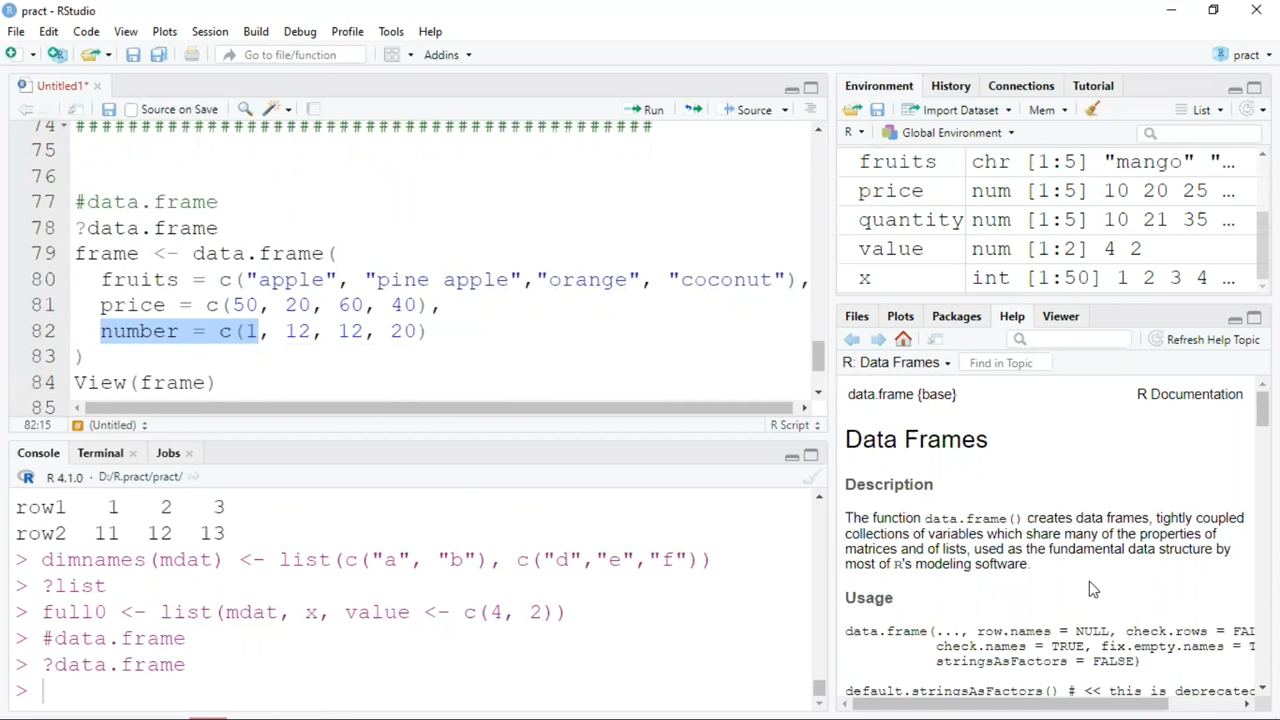 pract - RStudio
File Edit Code View Plots Session Build Debug Profile Tools Help
Go to file/function Addins pract
Untitled1*
Source on Save Run Source
74 ############################################
75
76
77 #data.frame
78 ?data.frame
79 frame <- data.frame(
80 fruits = c("apple", "pine apple","orange", "coconut"),
81 price = c(50, 20, 60, 40),
82 number = c(1, 12, 12, 20)
83 )
84 View(frame)
85
82:15 # (Untitled) R Script
Console Terminal Jobs
R R 4.1.0 · D:/R.pract/pract/
row1 1 2 3
row2 11 12 13
> dimnames(mdat) <- list(c("a", "b"), c("d","e","f"))
> ?list
> full0 <- list(mdat, x, value <- c(4, 2))
> #data.frame
> ?data.frame
>
Environment History Connections Tutorial
Import Dataset Mem List
R Global Environment
fruits chr [1:5] "mango" "…
price num [1:5] 10 20 25 …
quantity num [1:5] 10 21 35 …
value num [1:2] 4 2
x int [1:50] 1 2 3 4 …
Files Plots Packages Help Viewer
Refresh Help Topic
R: Data Frames Find in Topic
data.frame {base} R Documentation
Data Frames
Description
The function data.frame() creates data frames, tightly coupled
collections of variables which share many of the properties of
matrices and of lists, used as the fundamental data structure by
most of R's modeling software.
Usage
data.frame(..., row.names = NULL, check.rows = FAL
check.names = TRUE, fix.empty.names = T
stringsAsFactors = FALSE)
default.stringsAsFactors() # << this is deprecated